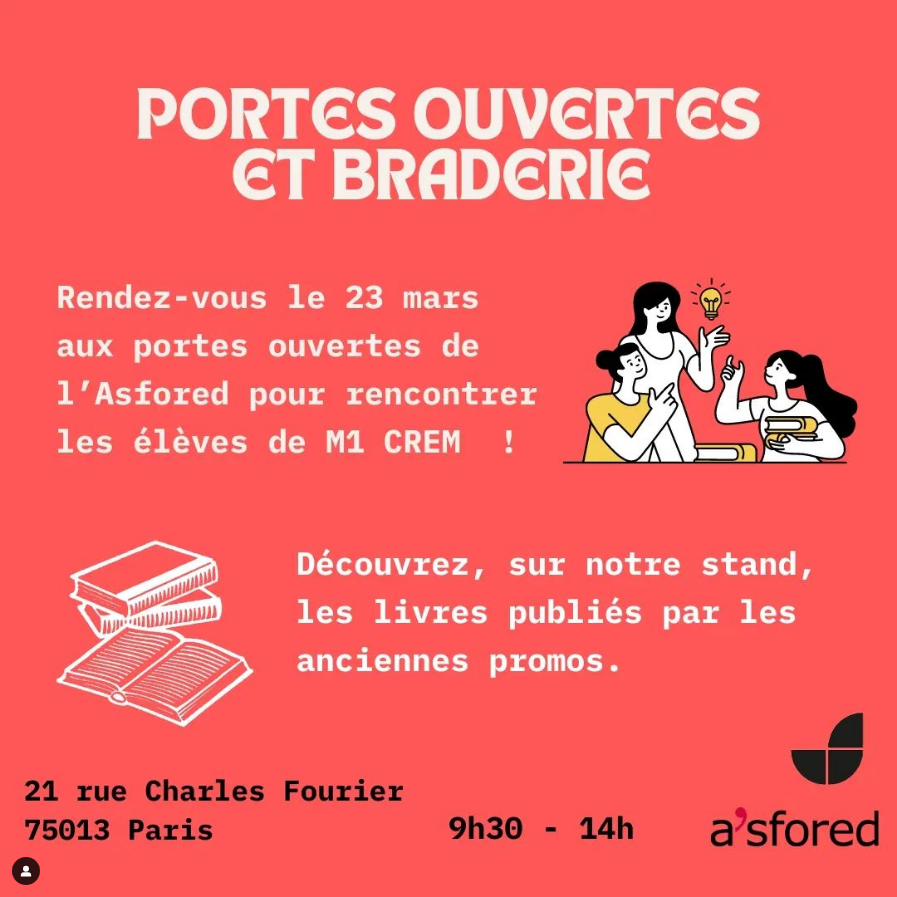 PORTES OUVERTES
ET BRADERIE
Rendez-vous le 23 mars
aux portes ouvertes de
l’Asfored pour rencontrer
les élèves de M1 CREM !
Découvrez, sur notre stand,
les livres publiés par les
anciennes promos.
21 rue Charles Fourier
75013 Paris
9h30 - 14h
a’sfored